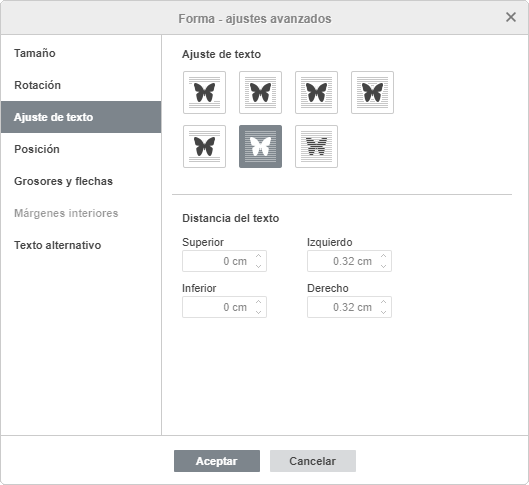 Forma - ajustes avanzados
Tamaño
Rotación
Ajuste de texto
Posición
Grosores y flechas
Márgenes interiores
Texto alternativo
Ajuste de texto
Distancia del texto
Superior
Izquierdo
0 cm
0.32 cm
Inferior
Derecho
0 cm
0.32 cm
Aceptar
Cancelar